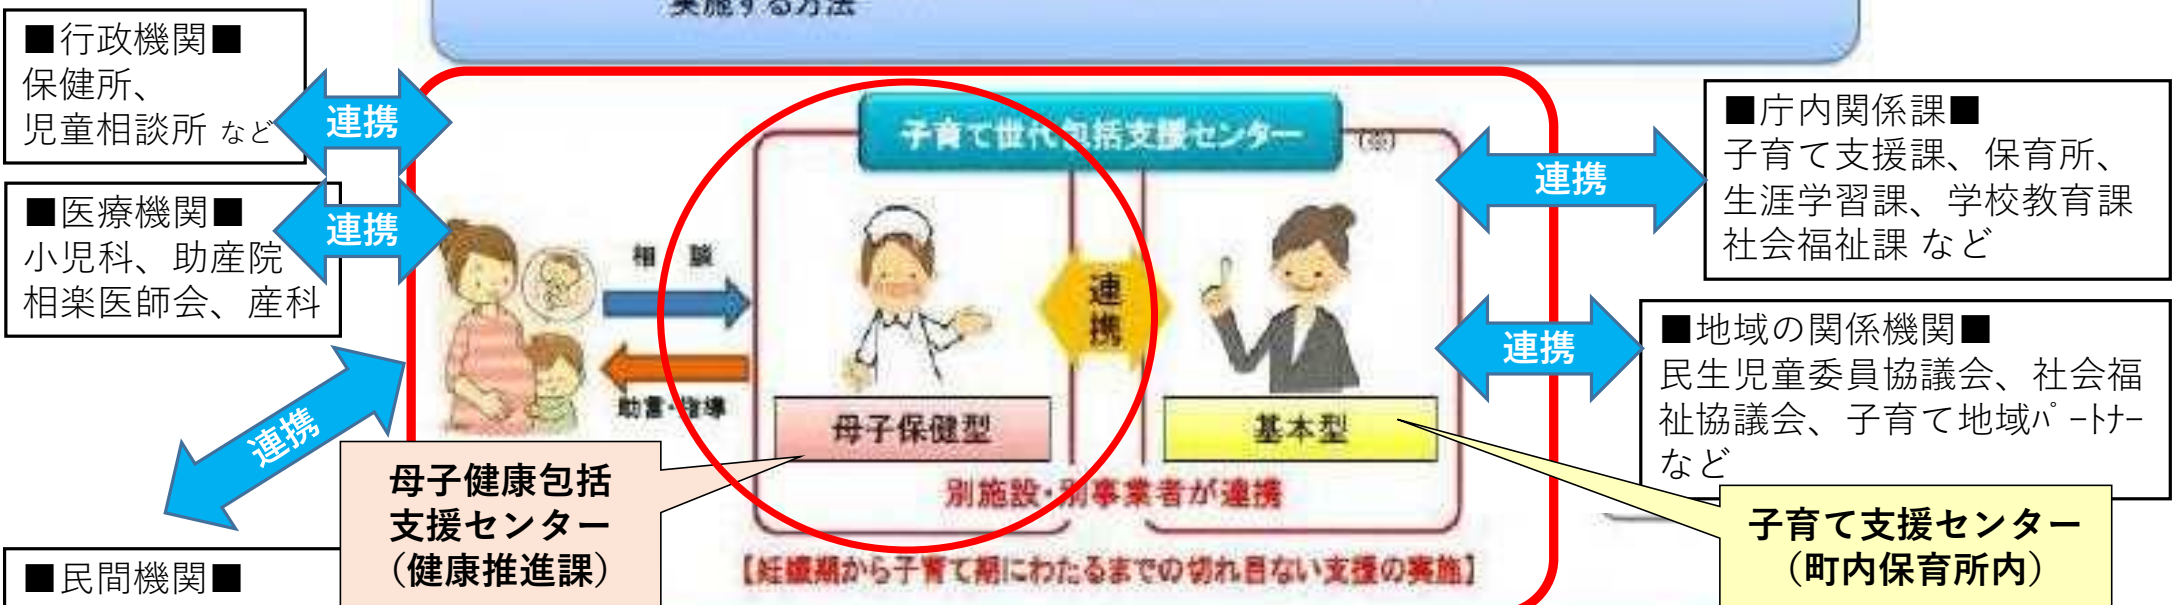 実施する方法
■行政機関■
保健所、
児童相談所 など
連携
■医療機関■
小児科、助産院
相楽医師会、産科
連携
連携
■民間機関■
子育て世代包括支援センター
(※)
相 談
助言・指導
連携
母子保健型
基本型
別施設・別事業者が連携
【妊娠期から子育て期にわたるまでの切れ目ない支援の実施】
母子健康包括
支援センター
（健康推進課）
子育て支援センター
（町内保育所内）
連携
■庁内関係課■
子育て支援課、保育所、
生涯学習課、学校教育課
社会福祉課 など
連携
■地域の関係機関■
民生児童委員協議会、社会福
祉協議会、子育て地域ﾊﾟｰﾄﾅｰ
など